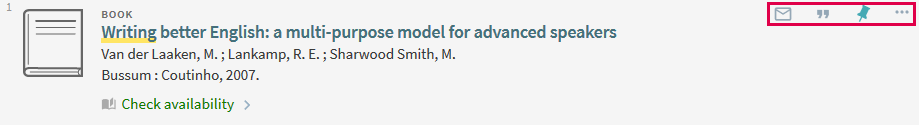 1
BOOK
Writing better English: a multi-purpose model for advanced speakers
Van der Laaken, M. ; Lankamp, R. E. ; Sharwood Smith, M.
Bussum : Coutinho, 2007.
Check availability